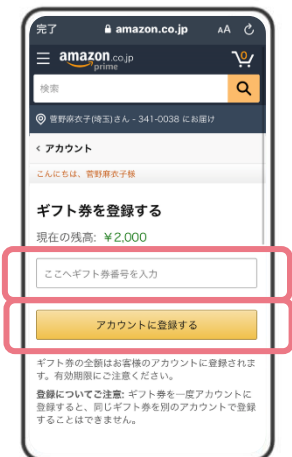 完了 amazon.co.jp AA
amazon.co.jp
prime
0
検索
菅野麻衣子(埼玉)さん - 341-0038 にお届け
< アカウント
こんにちは、菅野麻衣子様
ギフト券を登録する
現在の残高: ¥2,000
ここへギフト券番号を入力
アカウントに登録する
ギフト券の全額はお客様のアカウントに登録されま
す。有効期限にご注意ください。
登録についてご注意: ギフト券を一度アカウントに
登録すると、同じギフト券を別のアカウントで登録
することはできません。